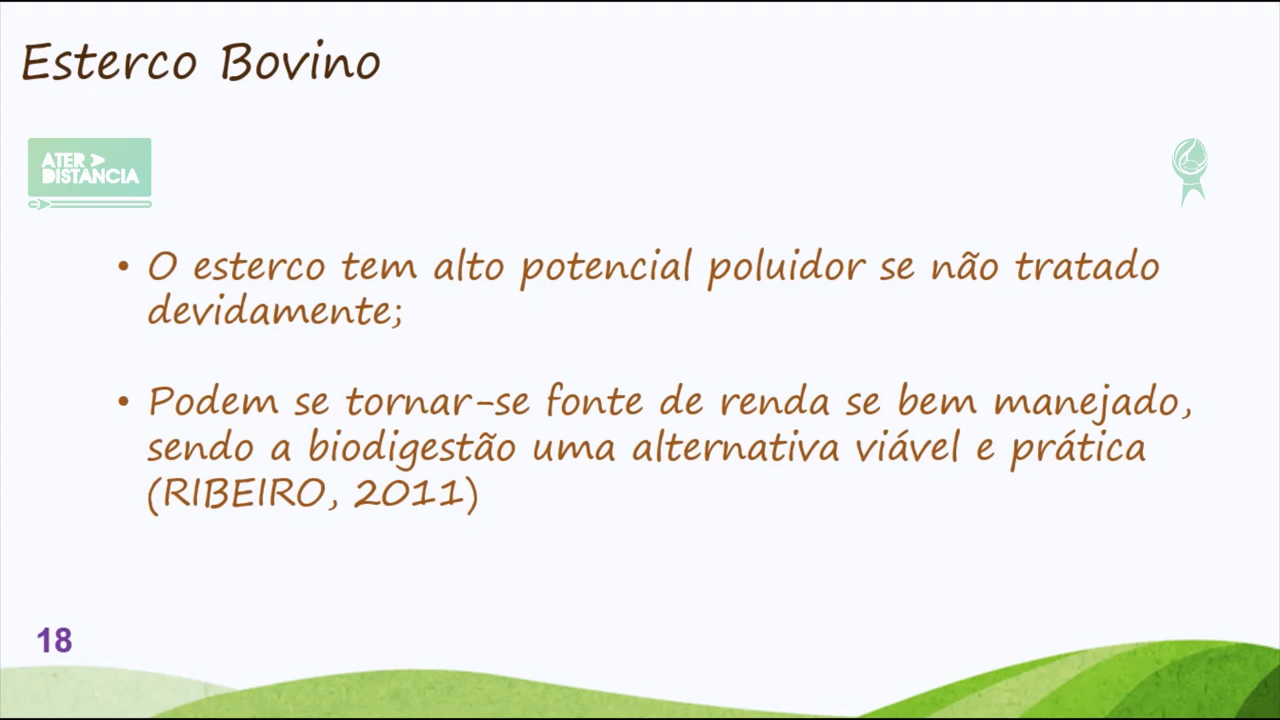 Esterco Bovino
ATER
DISTÂNCIA
• O esterco tem alto potencial poluidor se não tratado
devidamente;
• Podem se tornar-se fonte de renda se bem manejado,
sendo a biodigestão uma alternativa viável e prática
(RIBEIRO, 2011)
18